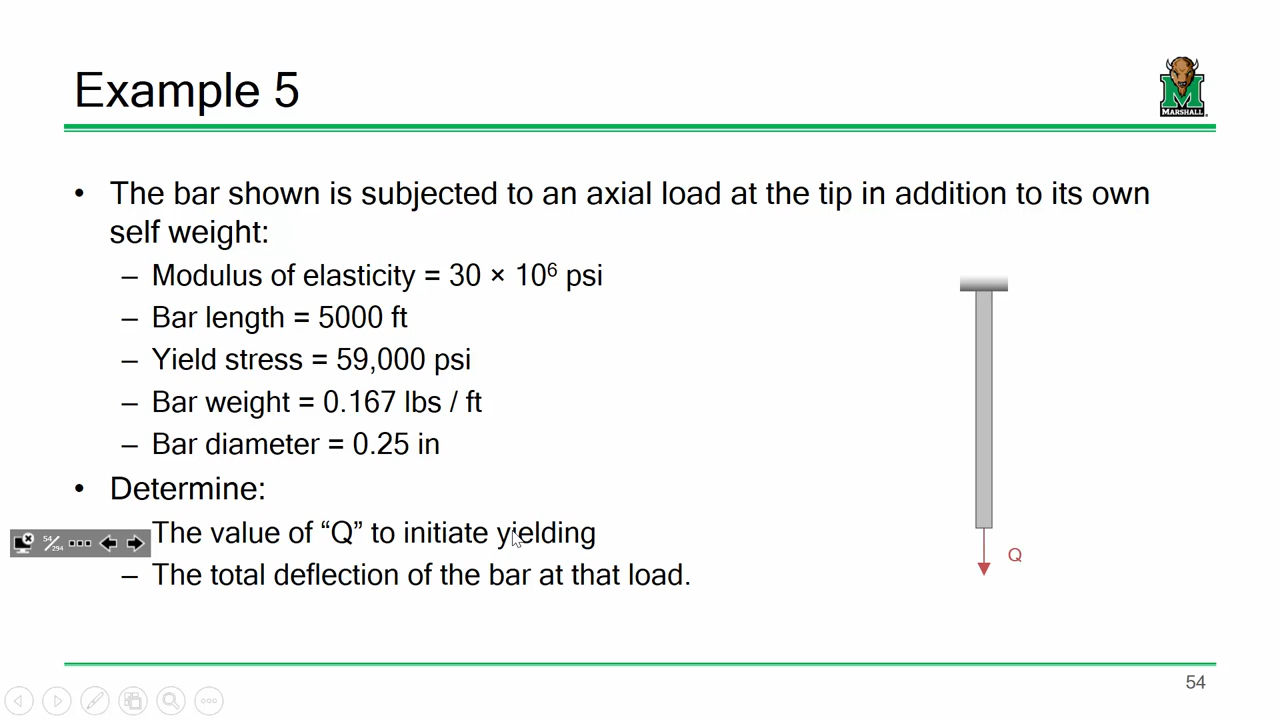 Example 5
MARSHALL
• The bar shown is subjected to an axial load at the tip in addition to its own
self weight:
– Modulus of elasticity = 30 × 10⁶ psi
– Bar length = 5000 ft
– Yield stress = 59,000 psi
– Bar weight = 0.167 lbs / ft
– Bar diameter = 0.25 in
• Determine:
The value of “Q” to initiate yielding
– The total deflection of the bar at that load.
Q
54/294
54